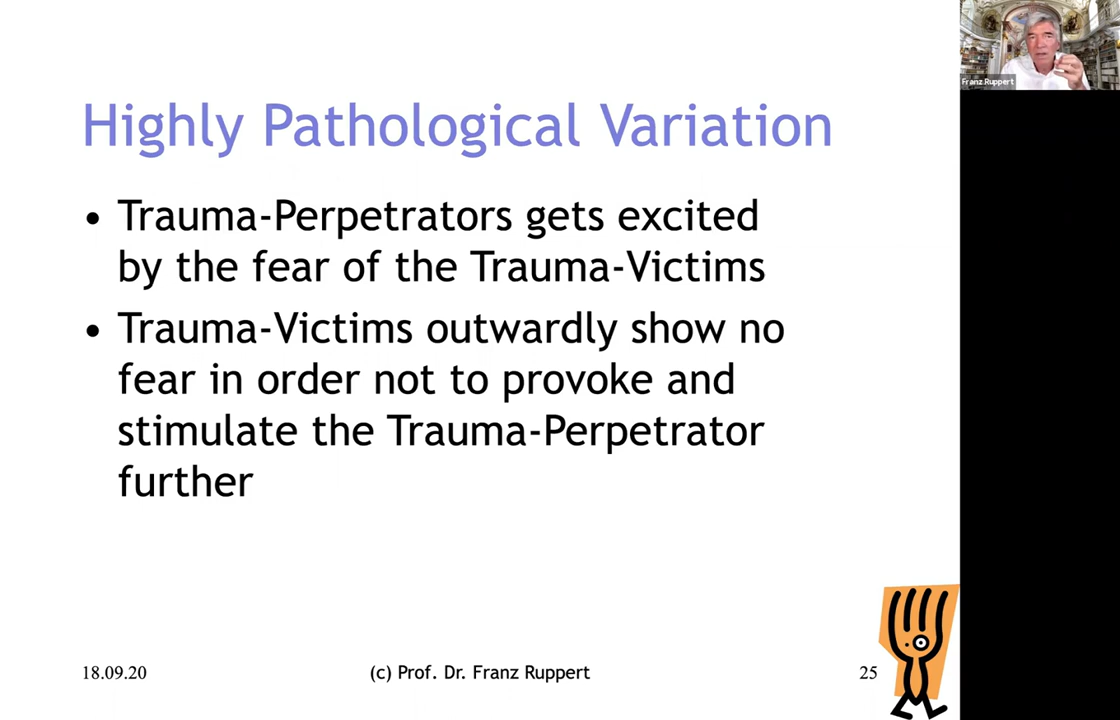 Franz Ruppert
Highly Pathological Variation
• Trauma-Perpetrators gets excited
by the fear of the Trauma-Victims
• Trauma-Victims outwardly show no
fear in order not to provoke and
stimulate the Trauma-Perpetrator
further
18.09.20
(c) Prof. Dr. Franz Ruppert
25